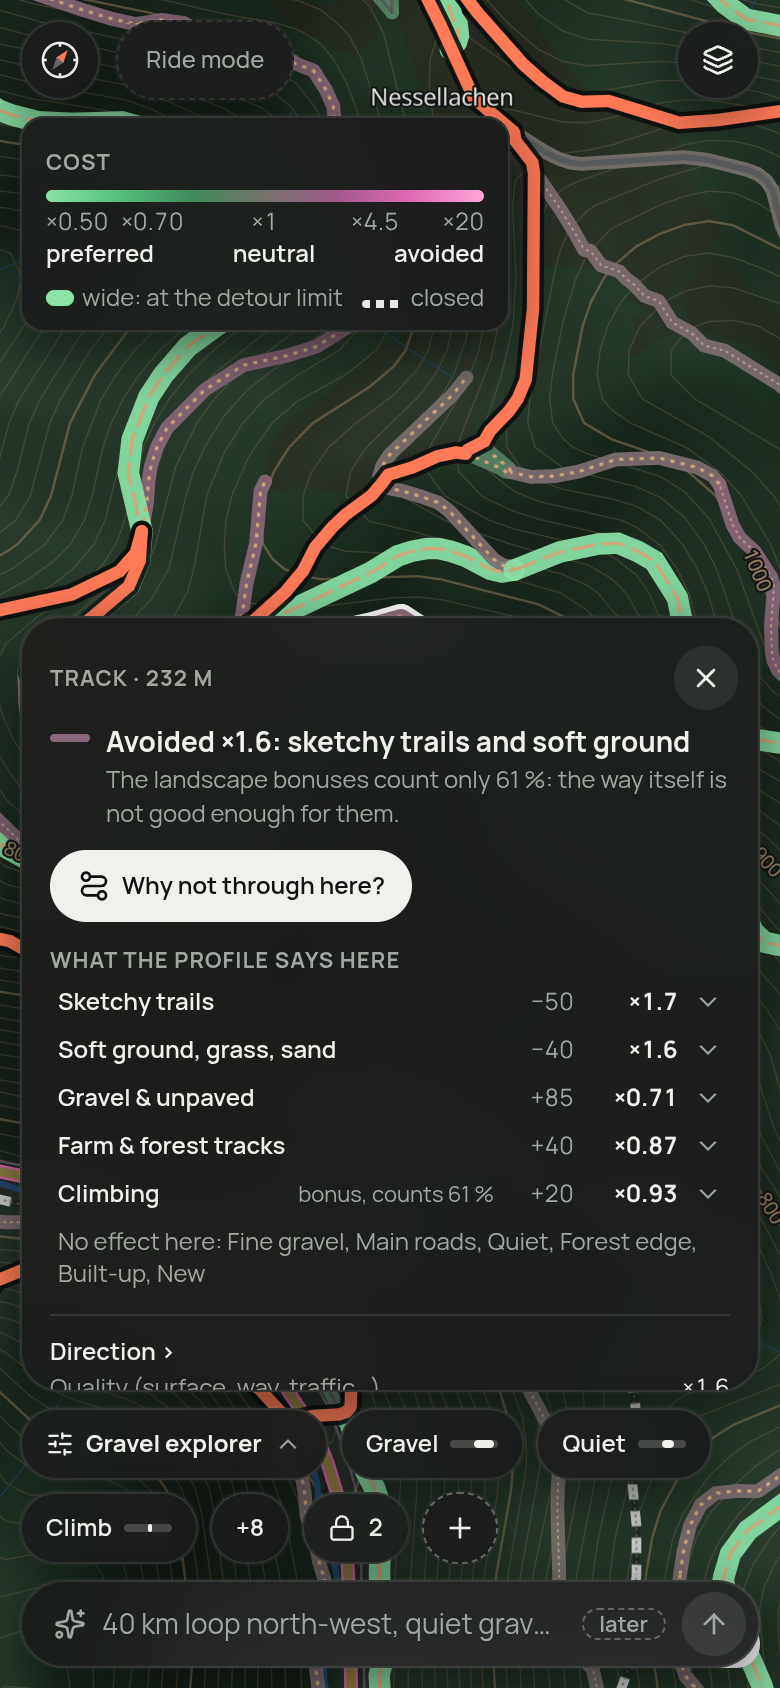 Ride mode
Nessellachen
COST
×0.50 ×0.70 ×1 ×4.5 ×20
preferred neutral avoided
wide: at the detour limit closed
1000
TRACK · 232 M
Avoided ×1.6: sketchy trails and soft ground
The landscape bonuses count only 61 %: the way itself is
not good enough for them.
Why not through here?
WHAT THE PROFILE SAYS HERE
Sketchy trails −50 ×1.7
Soft ground, grass, sand −40 ×1.6
Gravel & unpaved +85 ×0.71
Farm & forest tracks +40 ×0.87
Climbing bonus, counts 61 % +20 ×0.93
No effect here: Fine gravel, Main roads, Quiet, Forest edge,
Built-up, New
Direction ›
Quality (surface, way, traffic…) ×1.6
Gravel explorer
Gravel
Quiet
Climb
+8
2
40 km loop north-west, quiet grav...
later